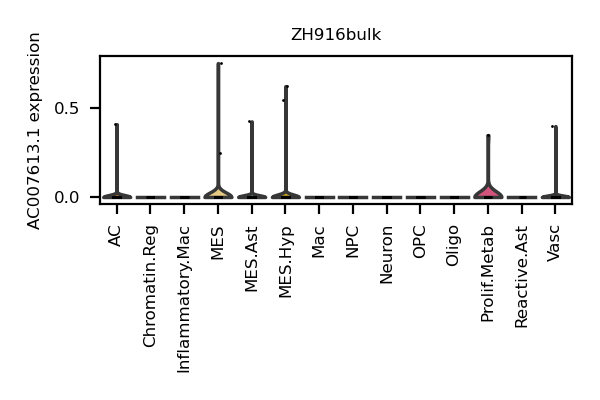 ZH916bulk
AC007613.1 expression
0.5
0.0
AC
Chromatin.Reg
Inflammatory.Mac
MES
MES.Ast
MES.Hyp
Mac
NPC
Neuron
OPC
Oligo
Prolif.Metab
Reactive.Ast
Vasc